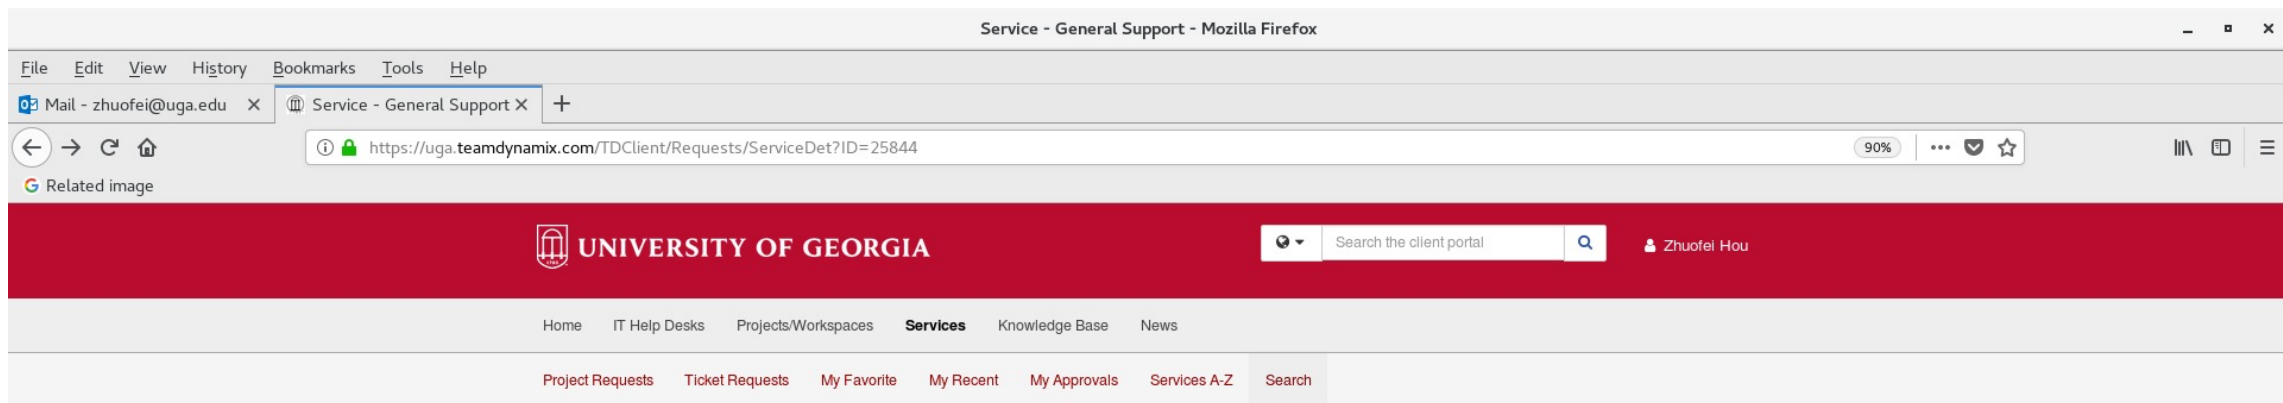 Service - General Support - Mozilla Firefox
File Edit View History Bookmarks Tools Help
Mail - zhuofei@uga.edu Service - General Support
https://uga.teamdynamix.com/TDClient/Requests/ServiceDet?ID=25844 90%
Related image
UNIVERSITY OF GEORGIA Search the client portal Zhuofei Hou
Home IT Help Desks Projects/Workspaces Services Knowledge Base News
Project Requests Ticket Requests My Favorite My Recent My Approvals Services A-Z Search